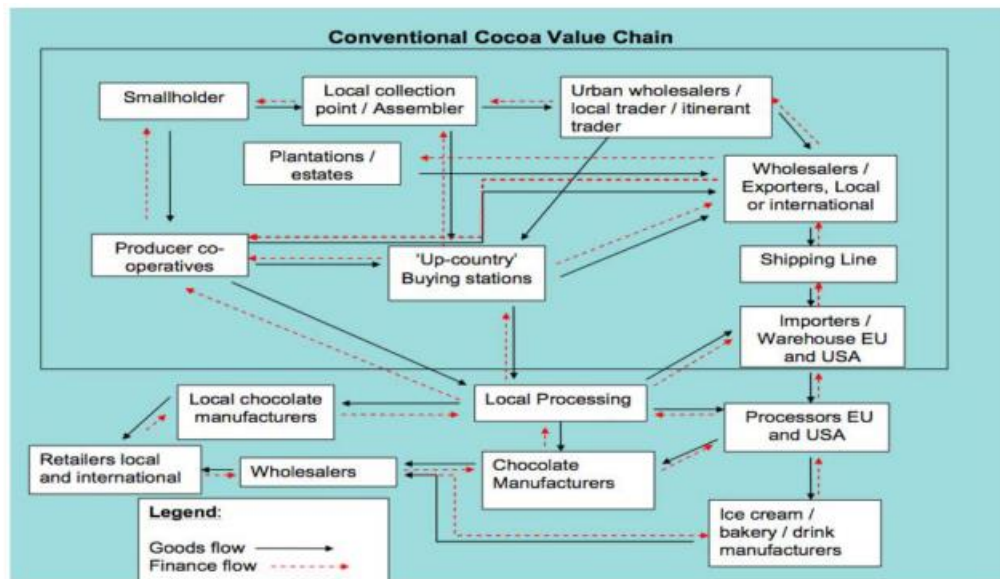 Conventional Cocoa Value Chain
Smallholder
Local collection
point / Assembler
Urban wholesalers /
local trader / itinerant
trader
Plantations /
estates
Wholesalers /
Exporters, Local
or international
Producer co-
operatives
'Up-country'
Buying stations
Shipping Line
Importers /
Warehouse EU
and USA
Local chocolate
manufacturers
Local Processing
Processors EU
and USA
Retailers local
and international
Wholesalers
Chocolate
Manufacturers
Ice cream /
bakery / drink
manufacturers
Legend:
Goods flow
Finance flow